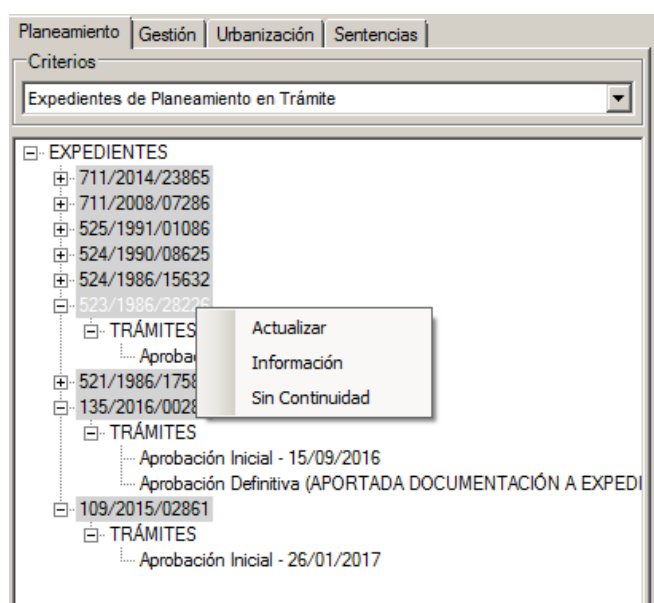 Planeamiento Gestión Urbanización Sentencias
Criterios
Expedientes de Planeamiento en Trámite
EXPEDIENTES
711/2014/23865
711/2008/07286
525/1991/01086
524/1990/08625
524/1986/15632
523/1986/28226
TRÁMITES
Actualizar
Información
Sin Continuidad
521/1986/1758
135/2016/0028
TRÁMITES
Aprobación Inicial - 15/09/2016
Aprobación Definitiva (APORTADA DOCUMENTACIÓN A EXPEDI
109/2015/02861
TRÁMITES
Aprobación Inicial - 26/01/2017